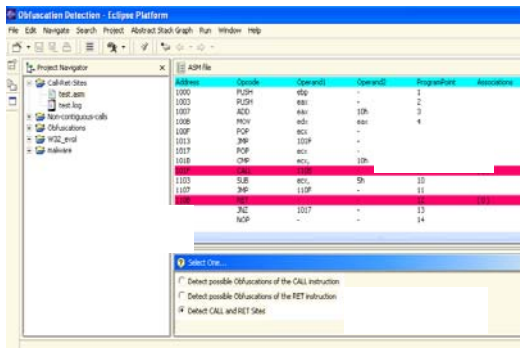 Obfuscation Detection - Eclipse Platform
File Edit Navigate Search Project Abstract Stack Graph Run Window Help
Project Navigator
ASM file
Call-Ret-Sites
test.asm
test.log
Non-contiguous-calls
Obfuscations
W32_evol
malware
Address Opcode Operand1 Operand2 ProgramPoint Associations
1000 PUSH ebp - 1
1003 PUSH eax - 2
1007 ADD eax 10h 3
100B MOV edx eax 4
100F POP ecx -
1013 JMP 101F -
1017 POP ecx -
101B CMP ecx, 10h
101F CALL
1103 SUB ecx, 5h 10
1107 JMP 110F - 11
RET 12
JNZ 1017 - 13
NOP - - 14
Select One...
Detect possible Obfuscations of the CALL instruction
Detect possible Obfuscations of the RET instruction
Detect CALL and RET Sites